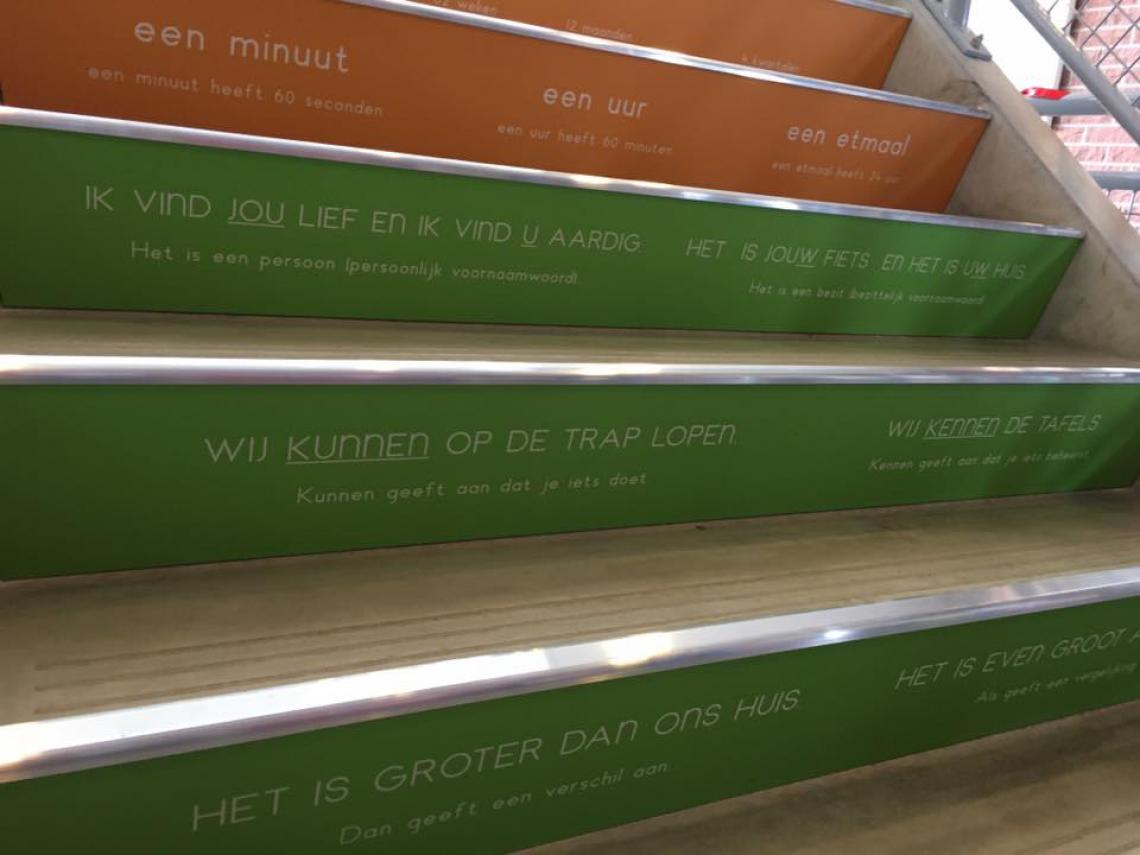 02 weken
12 maanden
4 kwartalen
een minuut
een minuut heeft 60 seconden
een uur
een uur heeft 60 minuten
een etmaal
een etmaal heeft 24 uur
IK VIND JOU LIEF EN IK VIND U AARDIG.
Het is een persoon (persoonlijk voornaamwoord).
HET IS JOUW FIETS EN HET IS UW HUIS.
Het is een bezit (bezittelijk voornaamwoord)
WIJ KUNNEN OP DE TRAP LOPEN.
Kunnen geeft aan dat je iets doet.
WIJ KENNEN DE TAFELS
Kennen geeft aan dat je iets beheerst
HET IS GROTER DAN ONS HUIS.
Dan geeft een verschil aan.
HET IS EVEN GROOT
Als geeft een vergelijking